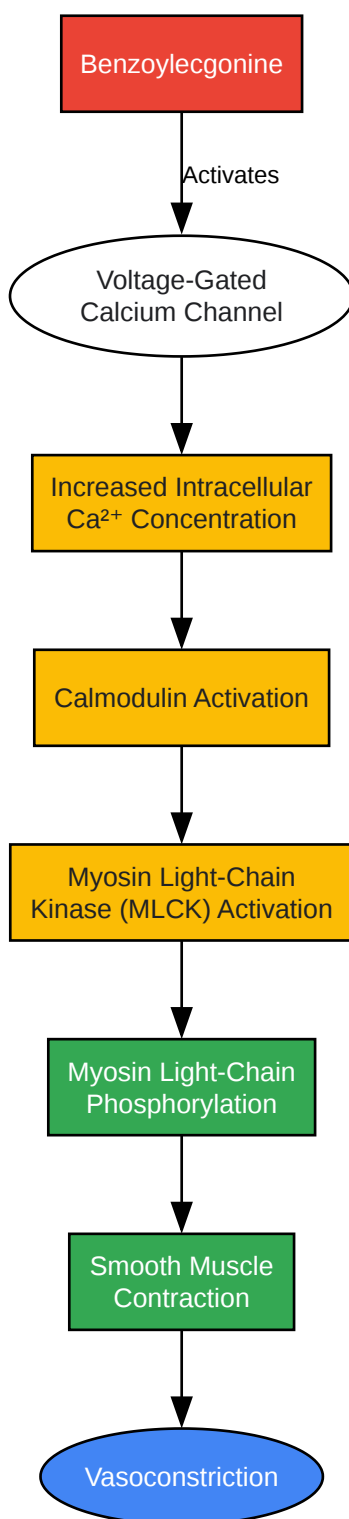 Benzoylecgonine
Activates
Voltage-Gated
Calcium Channel
Increased Intracellular
Ca²⁺ Concentration
Calmodulin Activation
Myosin Light-Chain
Kinase (MLCK) Activation
Myosin Light-Chain
Phosphorylation
Smooth Muscle
Contraction
Vasoconstriction